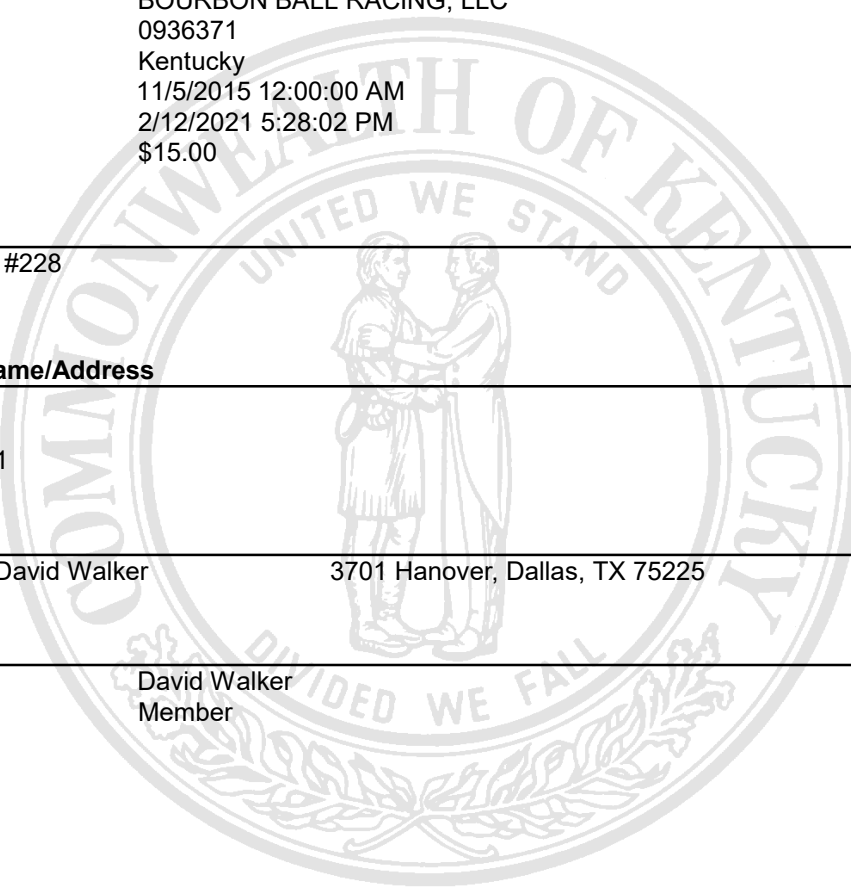 BOURBON BALL RACING, LLC
0936371
Kentucky
11/5/2015 12:00:00 AM
2/12/2021 5:28:02 PM
$15.00
#228
ame/Address
1
David Walker 3701 Hanover, Dallas, TX 75225
David Walker
Member
COMMONWEALTH OF KENTUCKY
UNITED WE STAND
DIVIDED WE FALL